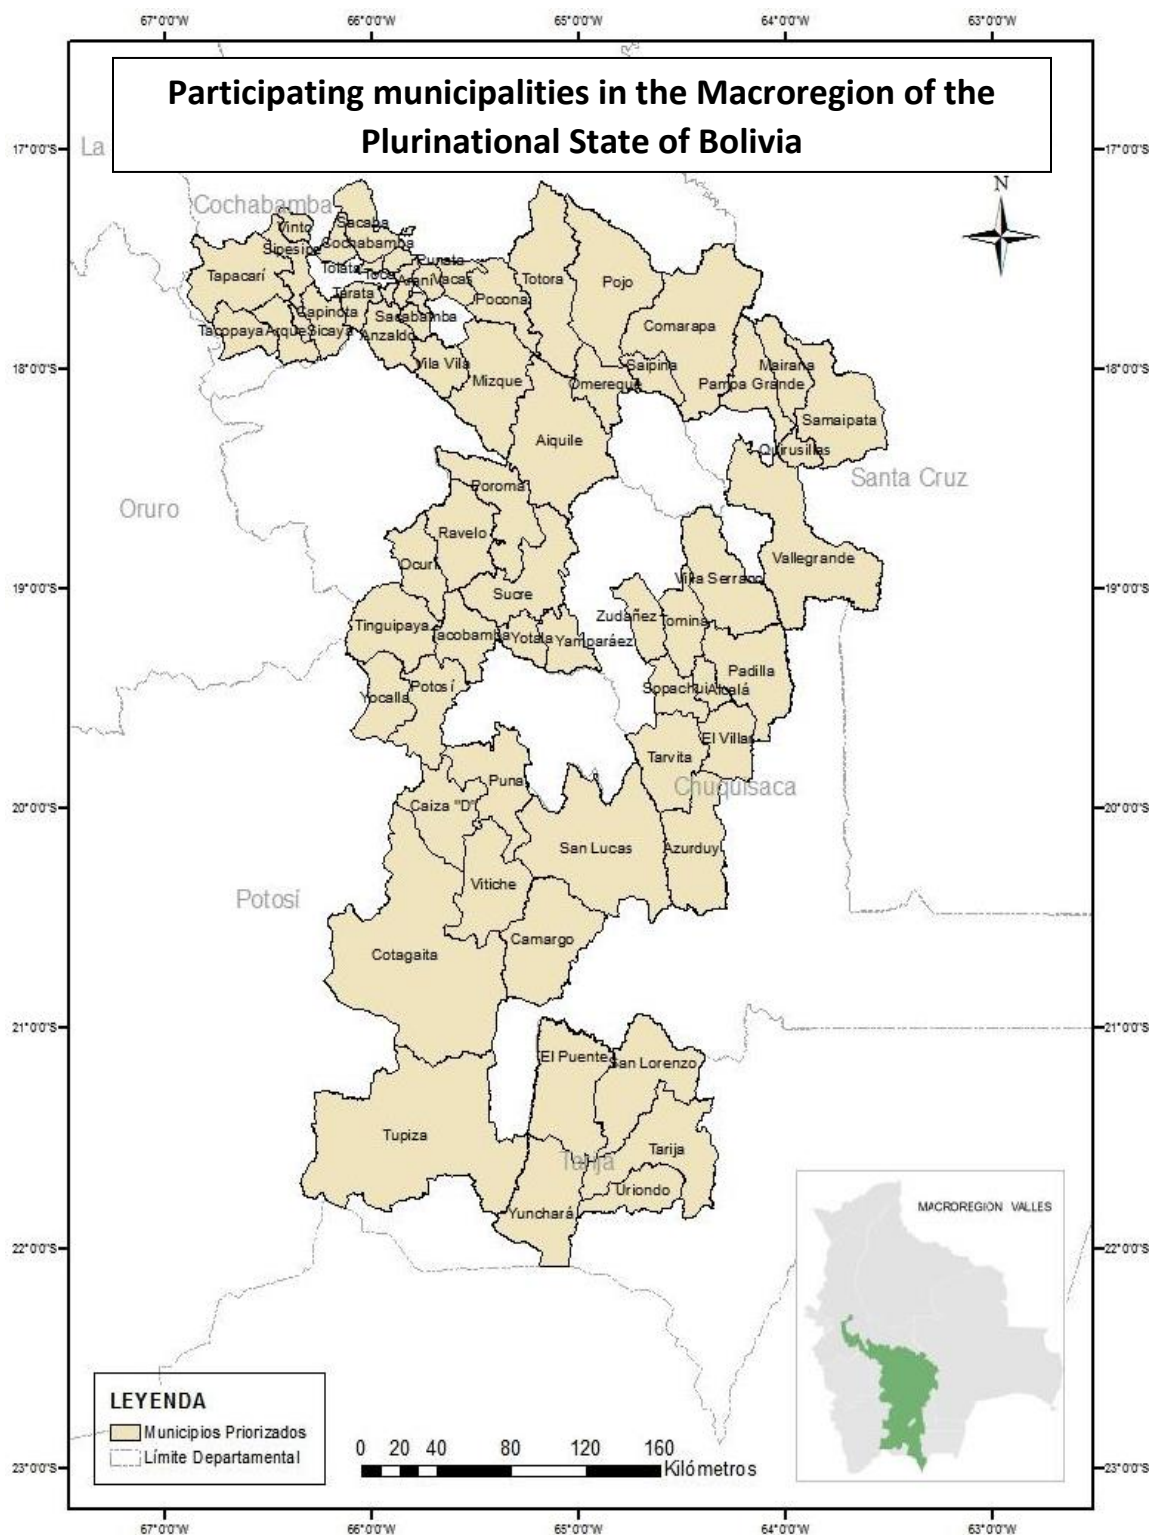 67°0'0"W 66°0'0"W 65°0'0"W 64°0'0"W 63°0'0"W
Participating municipalities in the Macroregion of the
Plurinational State of Bolivia
17°0'0"S
La
17°0'0"S
N
Cochabamba
Vinto
Sacaba
Cochabamba
Sipesipe
Tolata
Toco
Punata
Tapacarí
Arani
Vacas
Totora
Pojo
Tarata
Pocona
Capinota
Sacabamba
Comarapa
Tacopaya
Arque
Sicaya
Anzaldo
Vila Vila
Mizque
Omereque
Saipina
Mairana
Pampa Grande
18°0'0"S
18°0'0"S
Samaipata
Aiquile
Quirusillas
Santa Cruz
Poroma
Oruro
Ravelo
Ocurí
Vallegrande
Villa Serrano
19°0'0"S
Sucre
19°0'0"S
Zudáñez
Tomina
Tinguipaya
Tacobamba
Yotala
Yamparáez
Padilla
Yocalla
Potosí
Sopachui
Alcalá
El Villar
Tarvita
Chuquisaca
Puna
Caiza "D"
20°0'0"S
20°0'0"S
San Lucas
Azurduy
Vitiche
Potosí
Camargo
Cotagaita
21°0'0"S
21°0'0"S
El Puente
San Lorenzo
Tupiza
Tarija
Tarija
Uriondo
Yunchará
22°0'0"S
22°0'0"S
MACROREGION VALLES
LEYENDA
Municipios Priorizados
Límite Departamental
0 20 40 80 120 160
Kilómetros
23°0'0"S
23°0'0"S
67°0'0"W 66°0'0"W 65°0'0"W 64°0'0"W 63°0'0"W